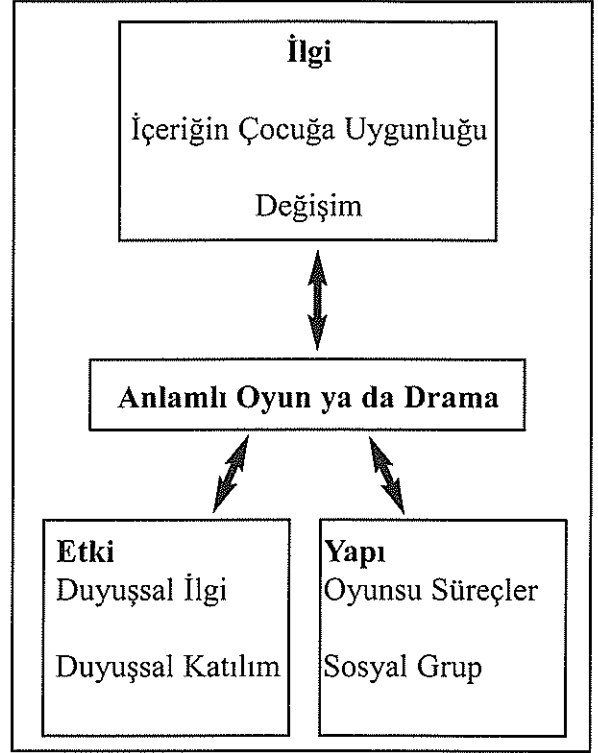 İlgi
İçeriğin Çocuğa Uygunluğu
Değişim
Anlamlı Oyun ya da Drama
Etki
Duyuşsal İlgi
Duyuşsal Katılım
Yapı
Oyunsu Süreçler
Sosyal Grup